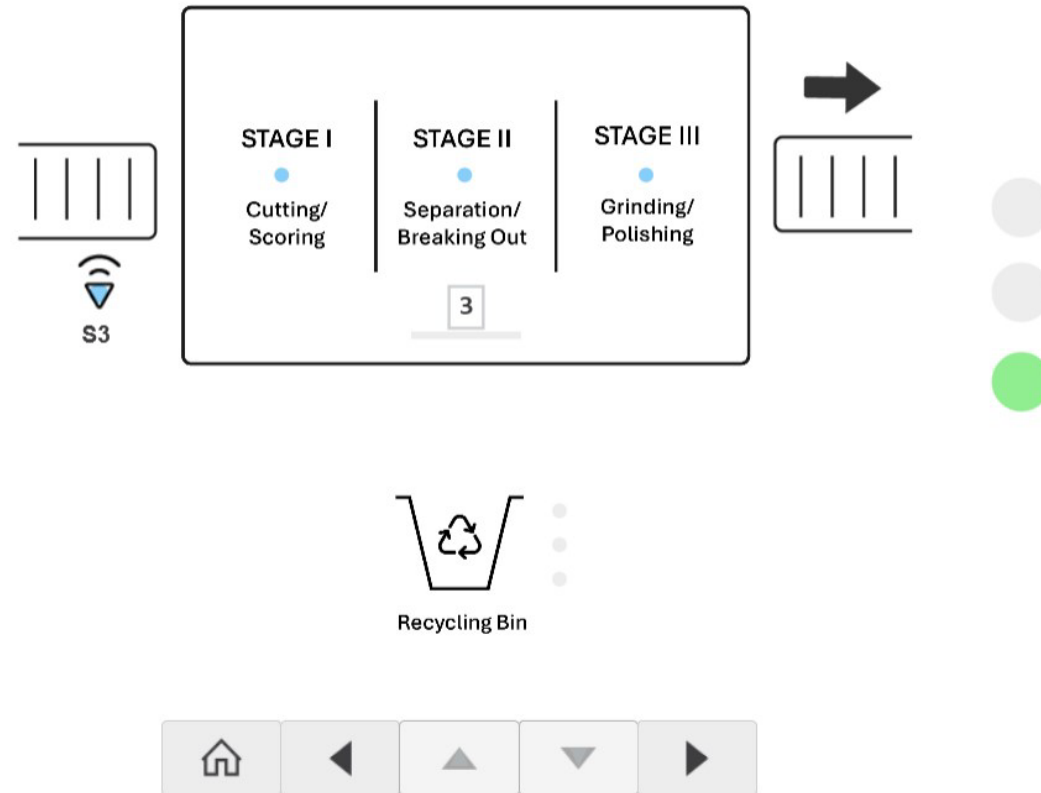 STAGE I
Cutting/
Scoring
STAGE II
Separation/
Breaking Out
3
STAGE III
Grinding/
Polishing
S3
Recycling Bin